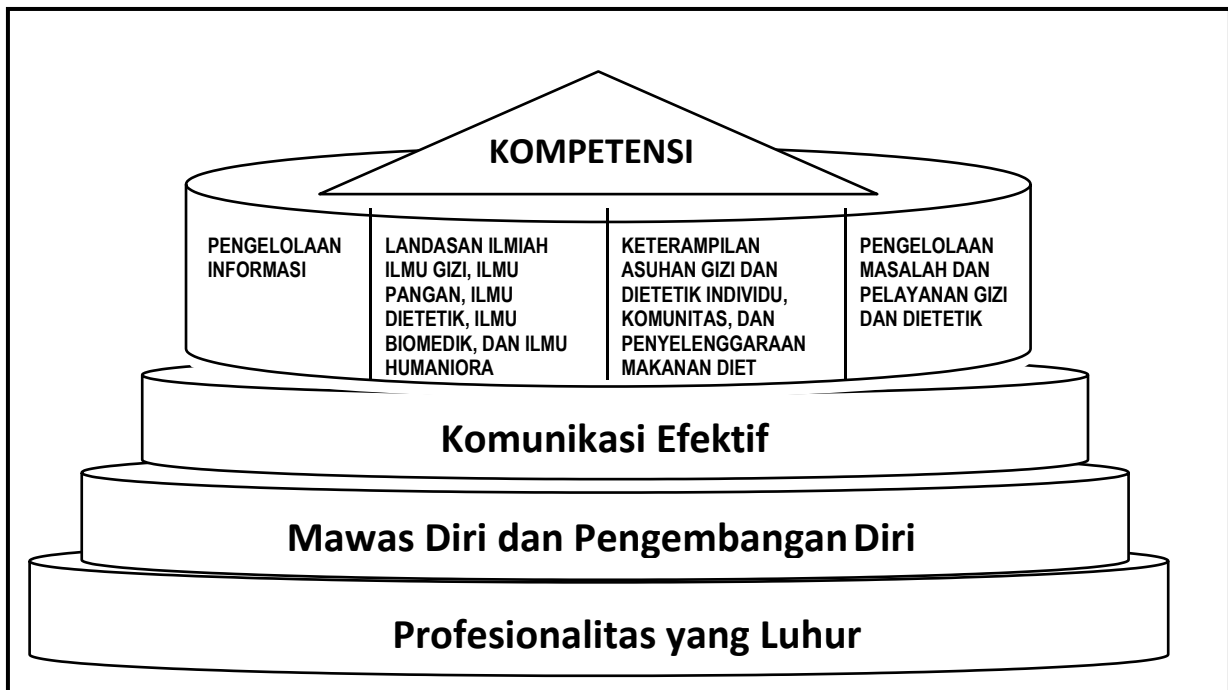 KOMPETENSI
PENGELOLAAN
INFORMASI
LANDASAN ILMIAH
ILMU GIZI, ILMU
PANGAN, ILMU
DIETETIK, ILMU
BIOMEDIK, DAN ILMU
HUMANIORA
KETERAMPILAN
ASUHAN GIZI DAN
DIETETIK INDIVIDU,
KOMUNITAS, DAN
PENYELENGGARAAN
MAKANAN DIET
PENGELOLAAN
MASALAH DAN
PELAYANAN GIZI
DAN DIETETIK
Komunikasi Efektif
Mawas Diri dan Pengembangan Diri
Profesionalitas yang Luhur